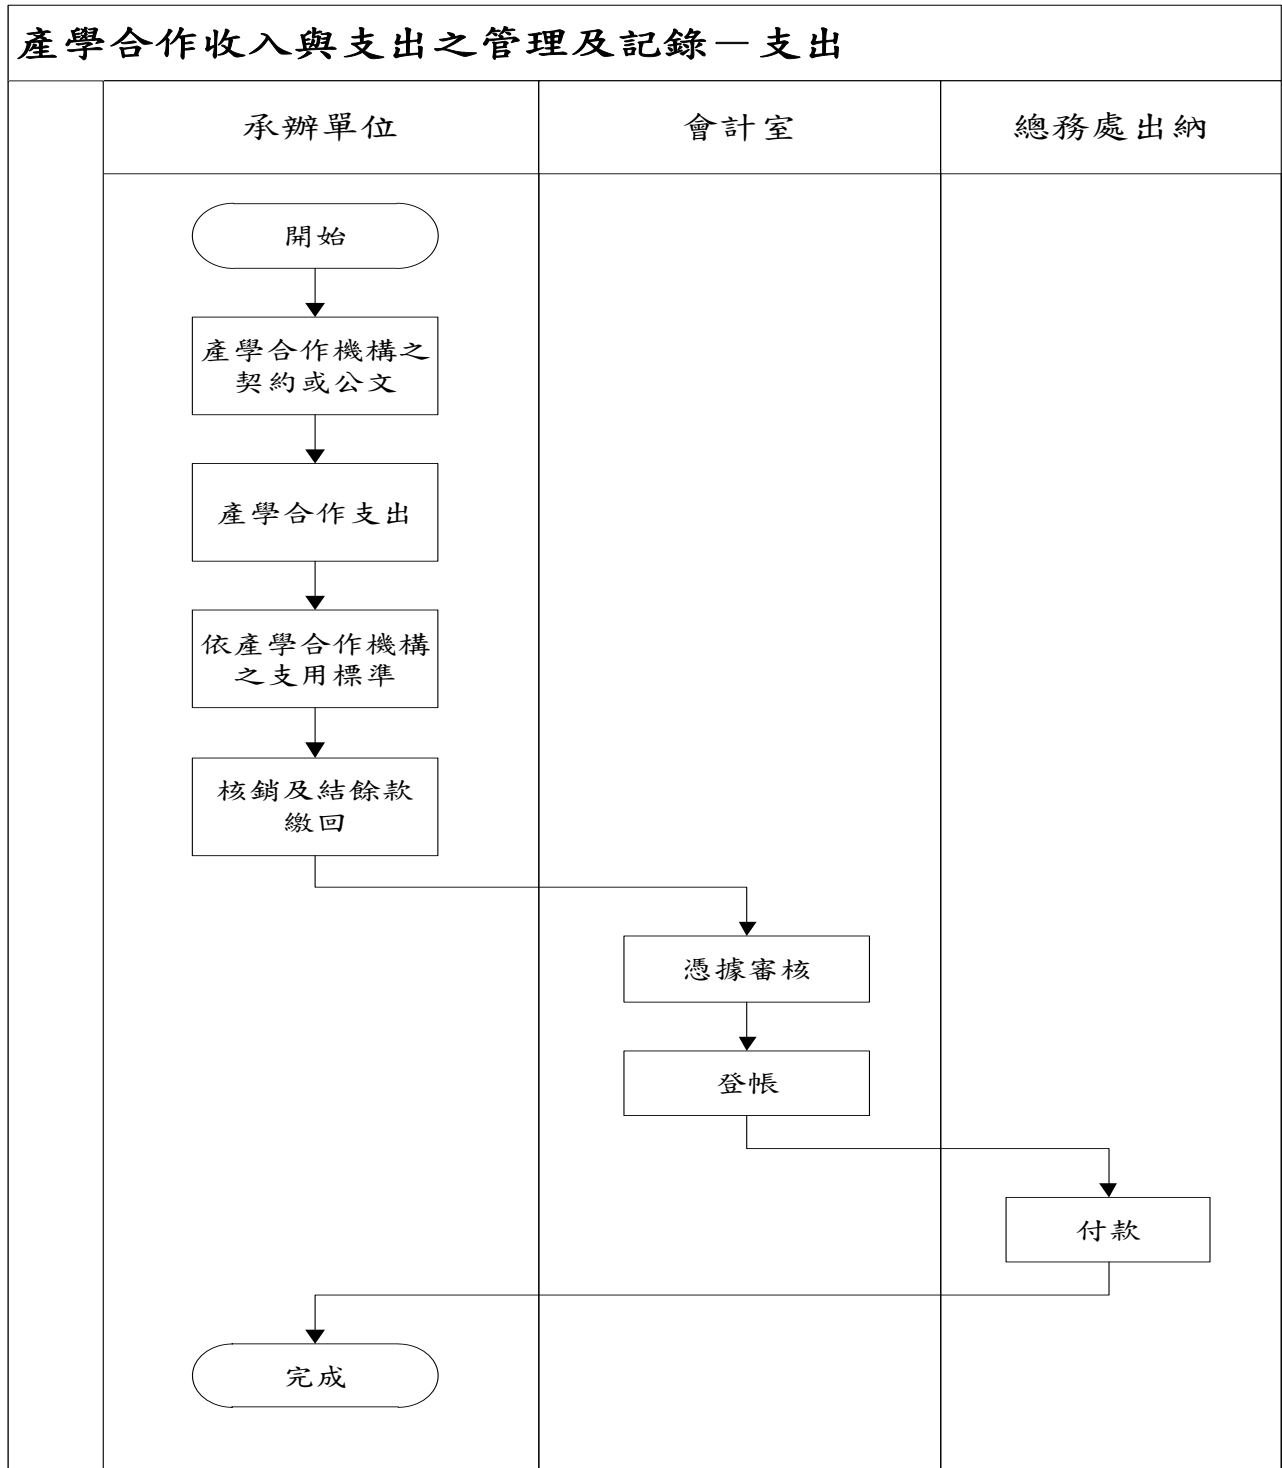 產學合作收入與支出之管理及記錄－支出
承辦單位
會計室
總務處出納
開始
產學合作機構之
契約或公文
產學合作支出
依產學合作機構
之支用標準
核銷及結餘款
繳回
憑據審核
登帳
付款
完成